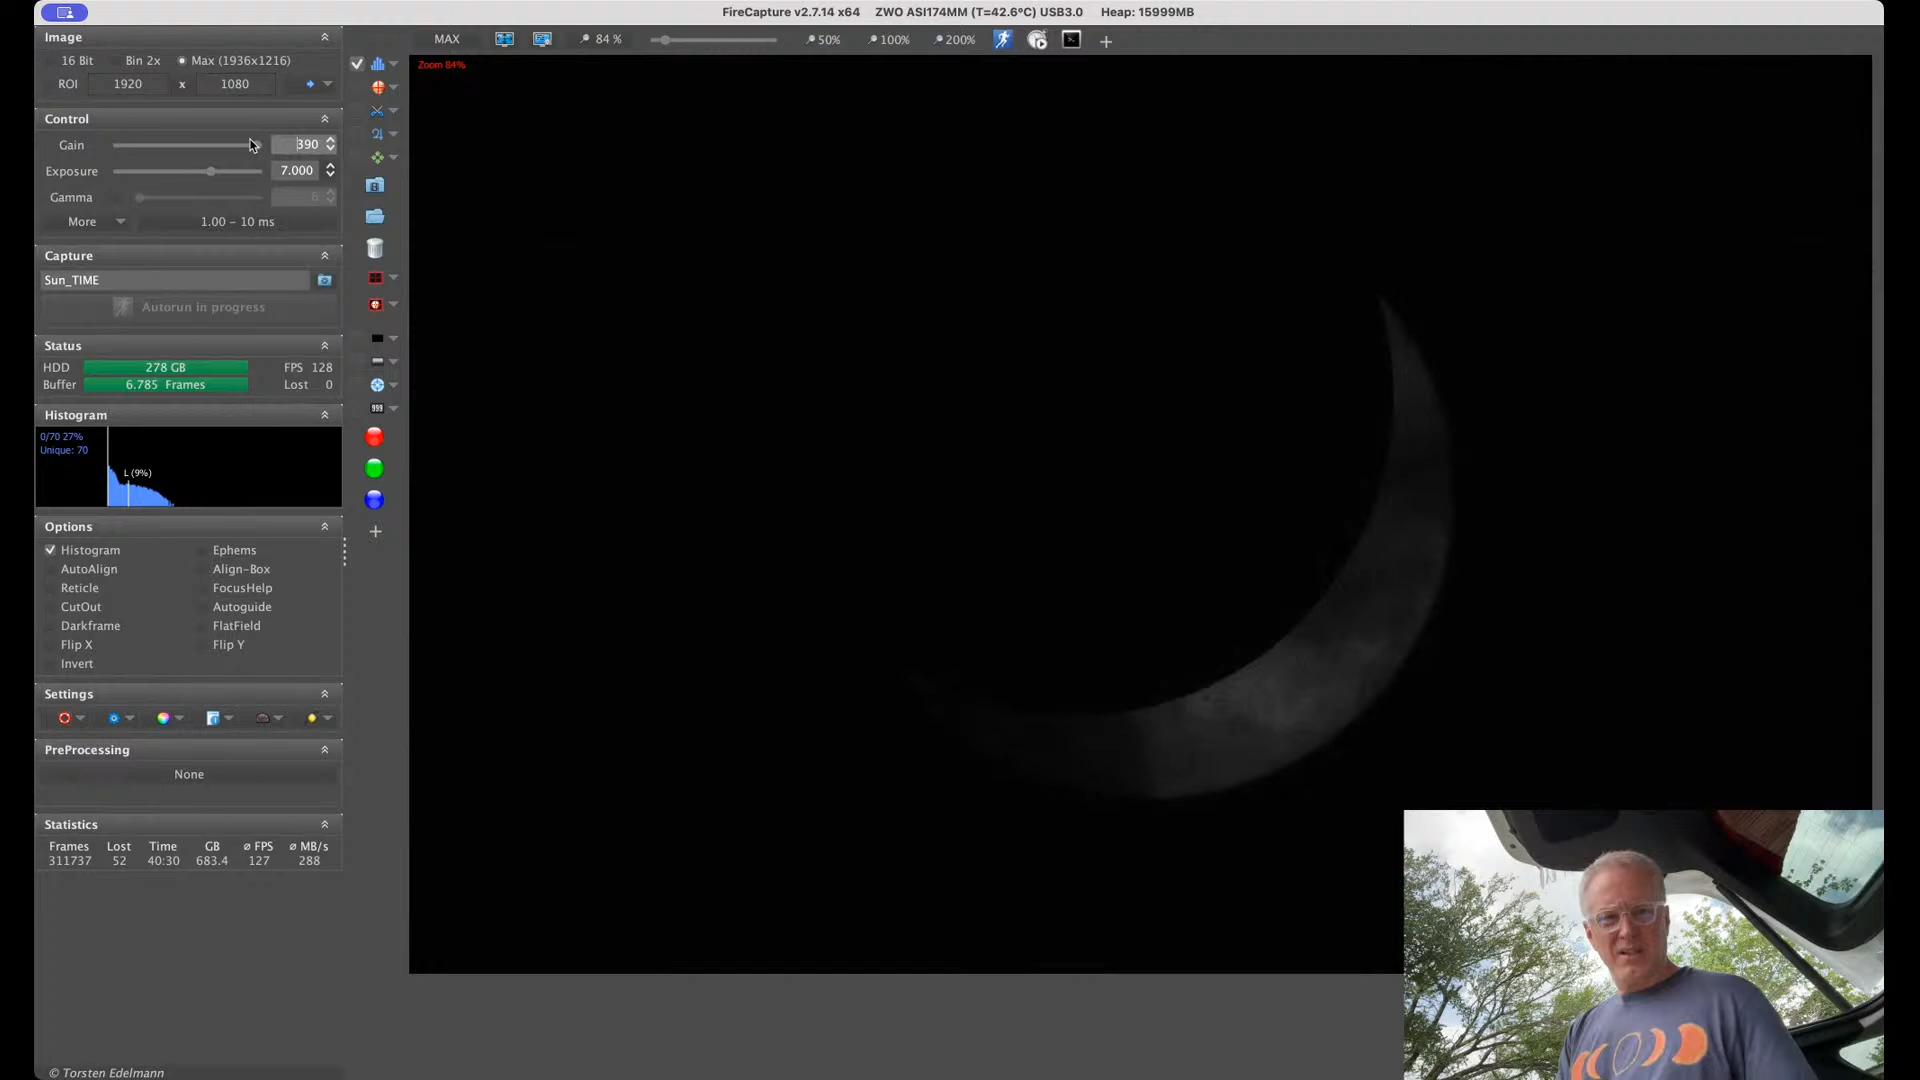 FireCapture v2.7.14 x64 ZWO ASI174MM (T=42.6°C) USB3.0 Heap: 15999MB
Image
MAX 84 % 50% 100% 200%
16 Bit Bin 2x Max (1936x1216)
Zoom 84%
ROI 1920 x 1080
Control
Gain 390
Exposure 7.000
Gamma 6
More 1.00 - 10 ms
Capture
Sun_TIME
Autorun in progress
Status
HDD 278 GB FPS 128
Buffer 6.785 Frames Lost 0
999
Histogram
0/70 27%
Unique: 70
L (9%)
Options
Histogram Ephems
AutoAlign Align-Box
Reticle FocusHelp
CutOut Autoguide
Darkframe FlatField
Flip X Flip Y
Invert
Settings
PreProcessing
None
Statistics
Frames Lost Time GB ø FPS ø MB/s
311737 52 40:30 683.4 127 288
© Torsten Edelmann